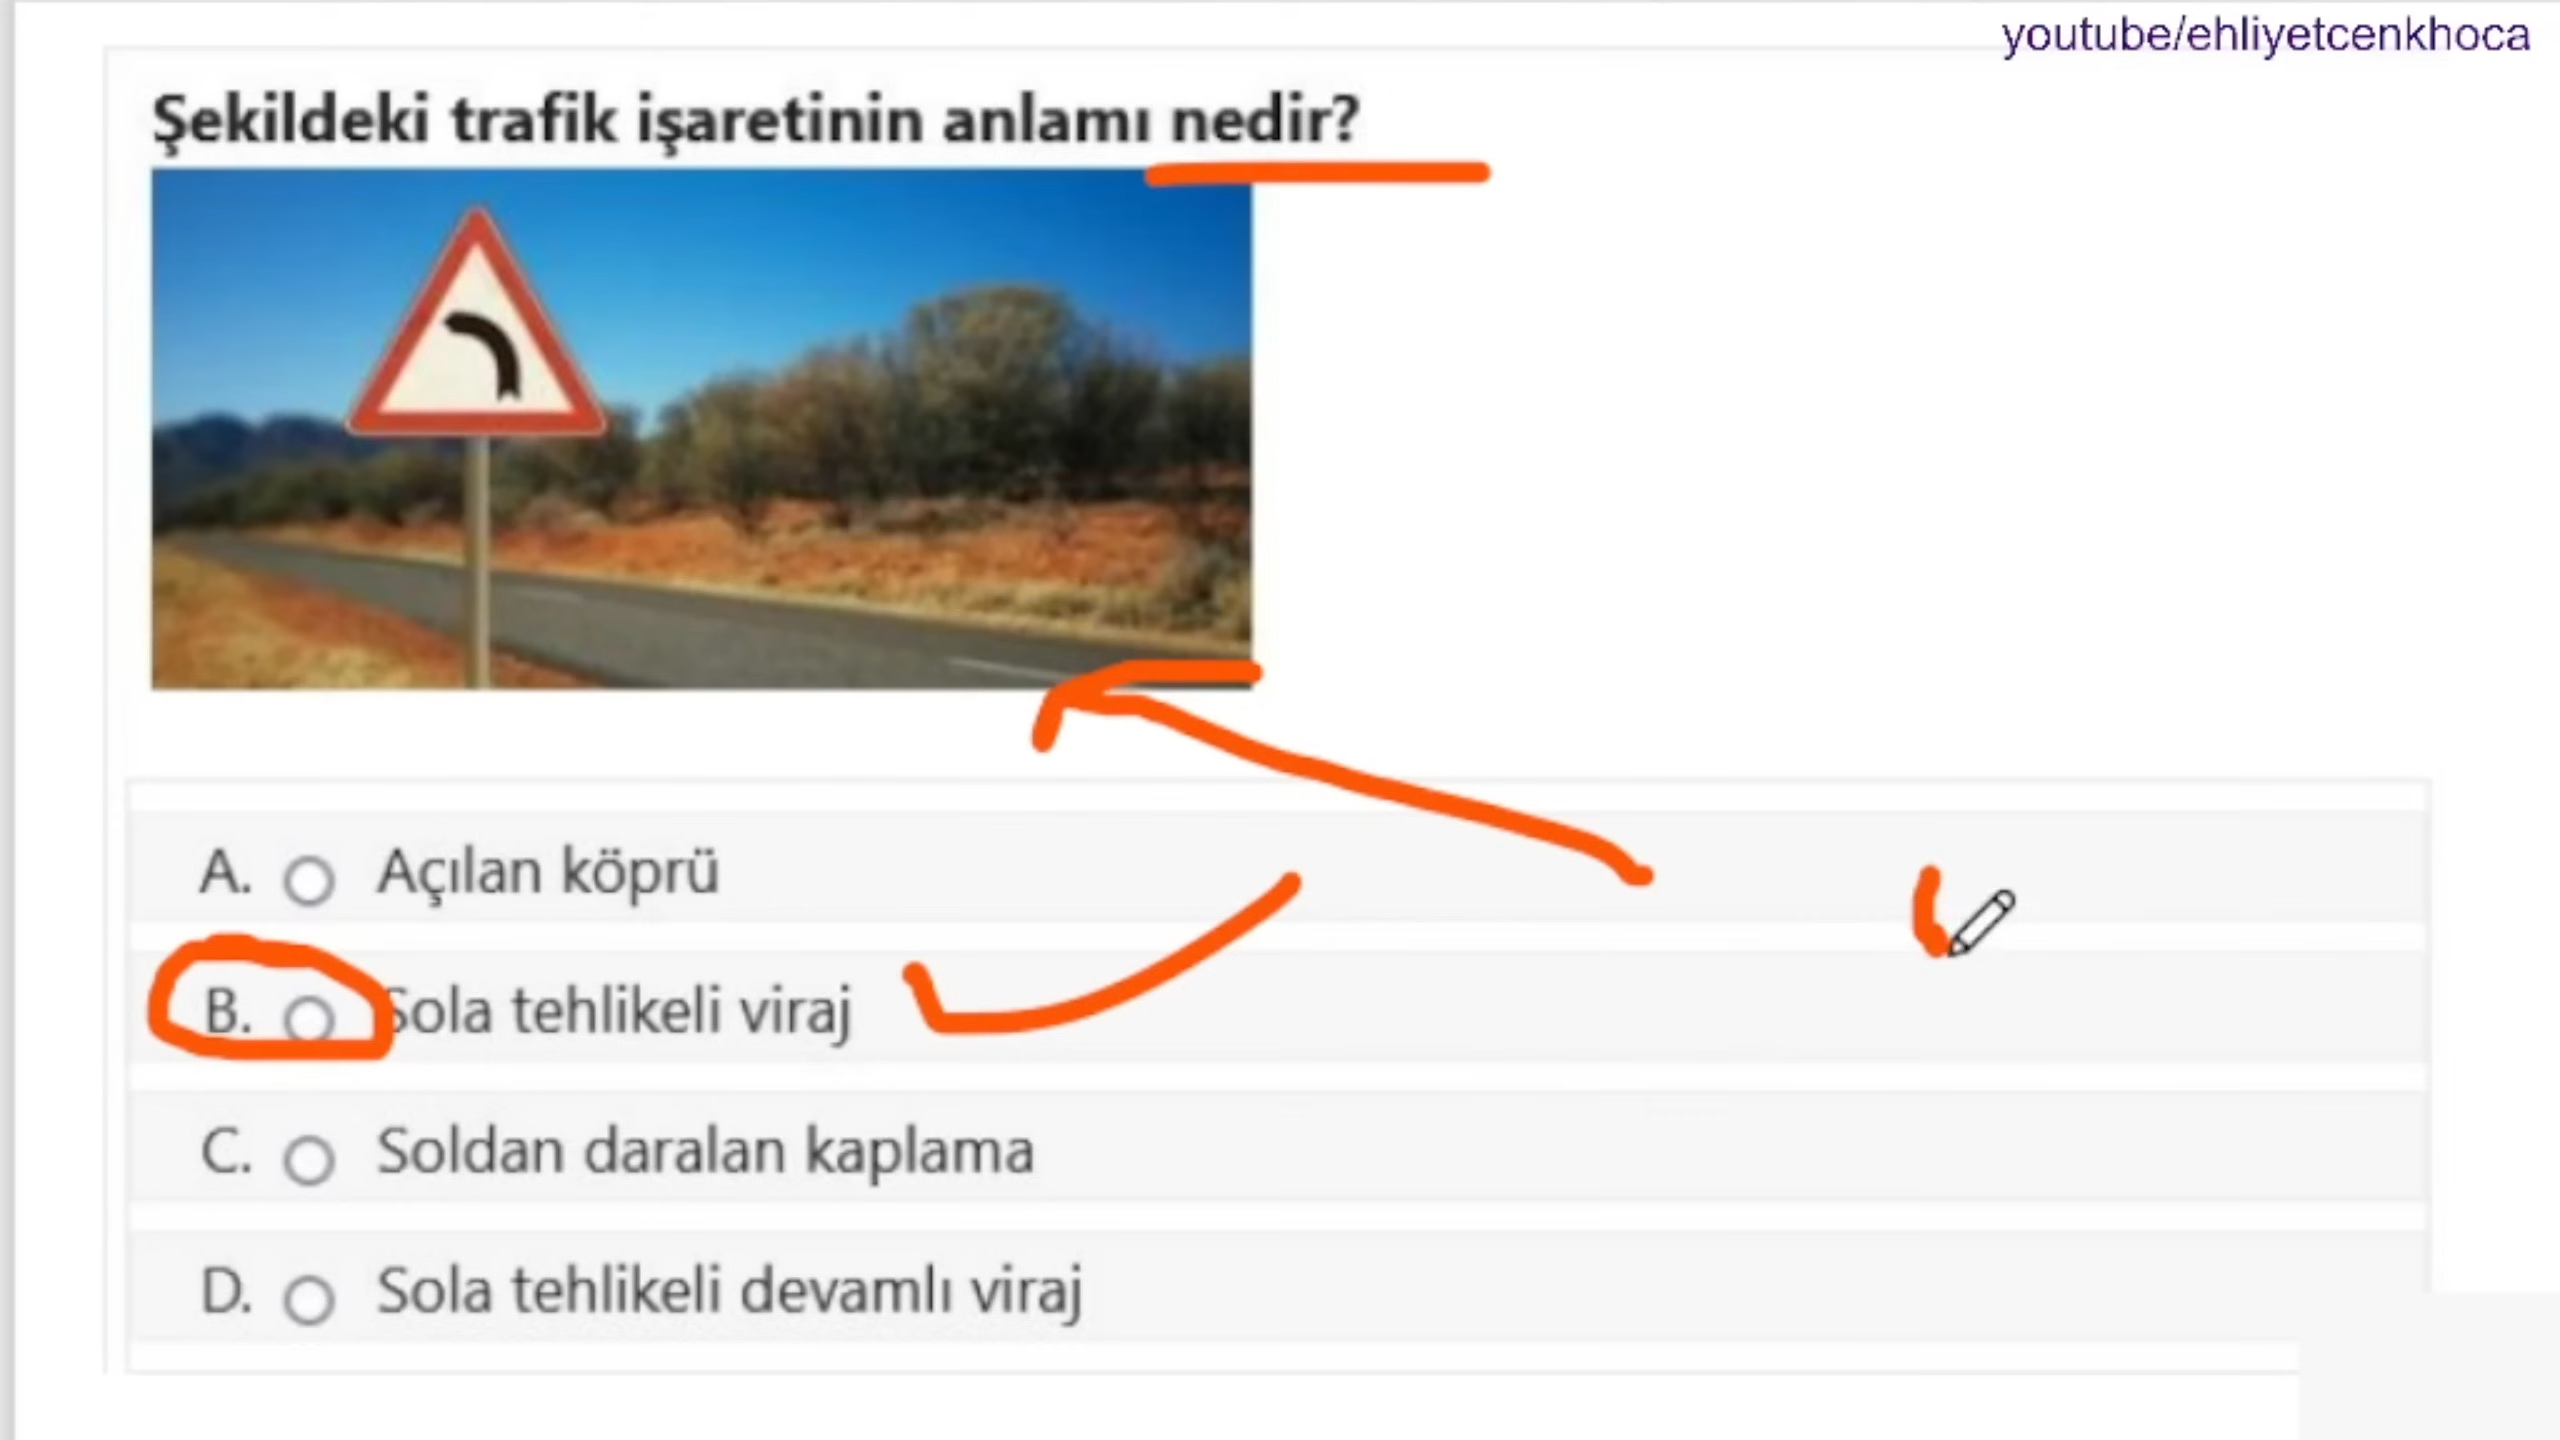 youtube/ehliyetcenkhoca
Şekildeki trafik işaretinin anlamı nedir?
A. Açılan köprü
B. Sola tehlikeli viraj
C. Soldan daralan kaplama
D. Sola tehlikeli devamlı viraj